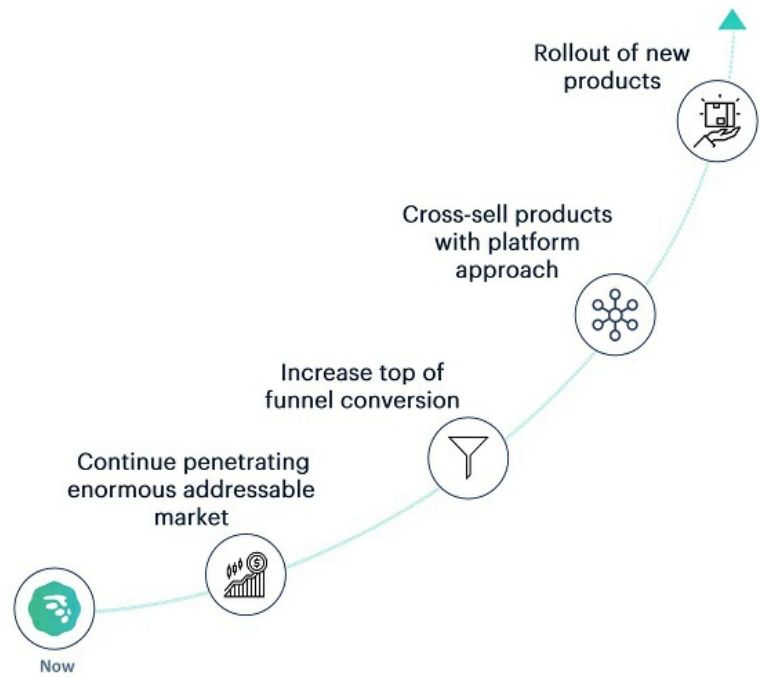 Rollout of new
products
Cross-sell products
with platform
approach
Increase top of
funnel conversion
Continue penetrating
enormous addressable
market
$
Now